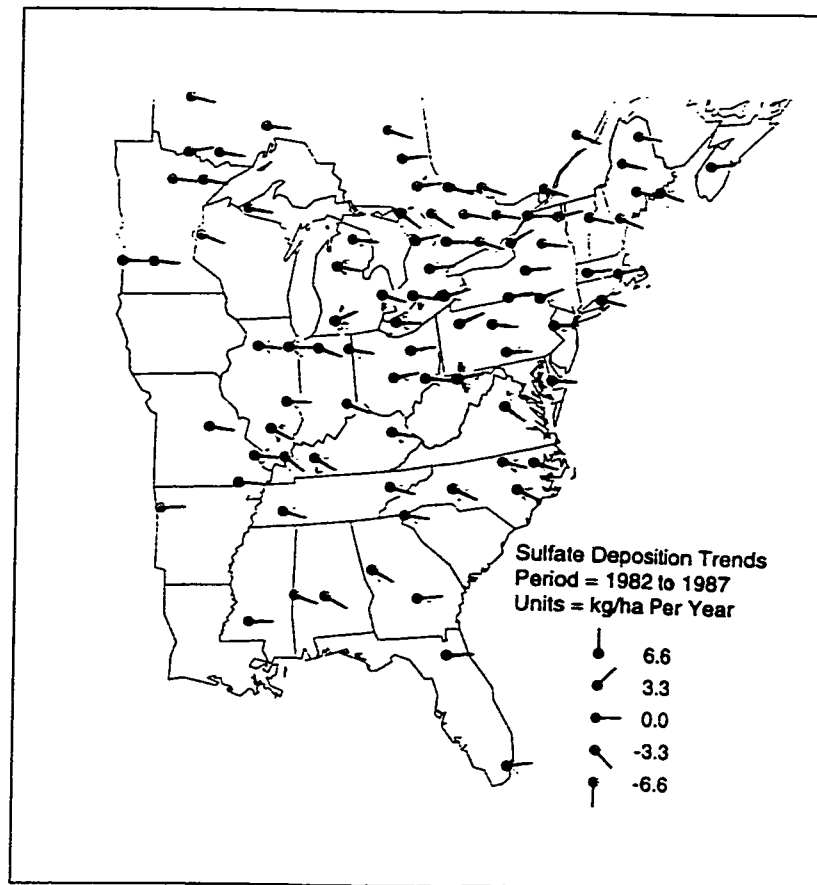 Sulfate Deposition Trends
Period = 1982 to 1987
Units = kg/ha Per Year
6.6
3.3
0.0
-3.3
-6.6